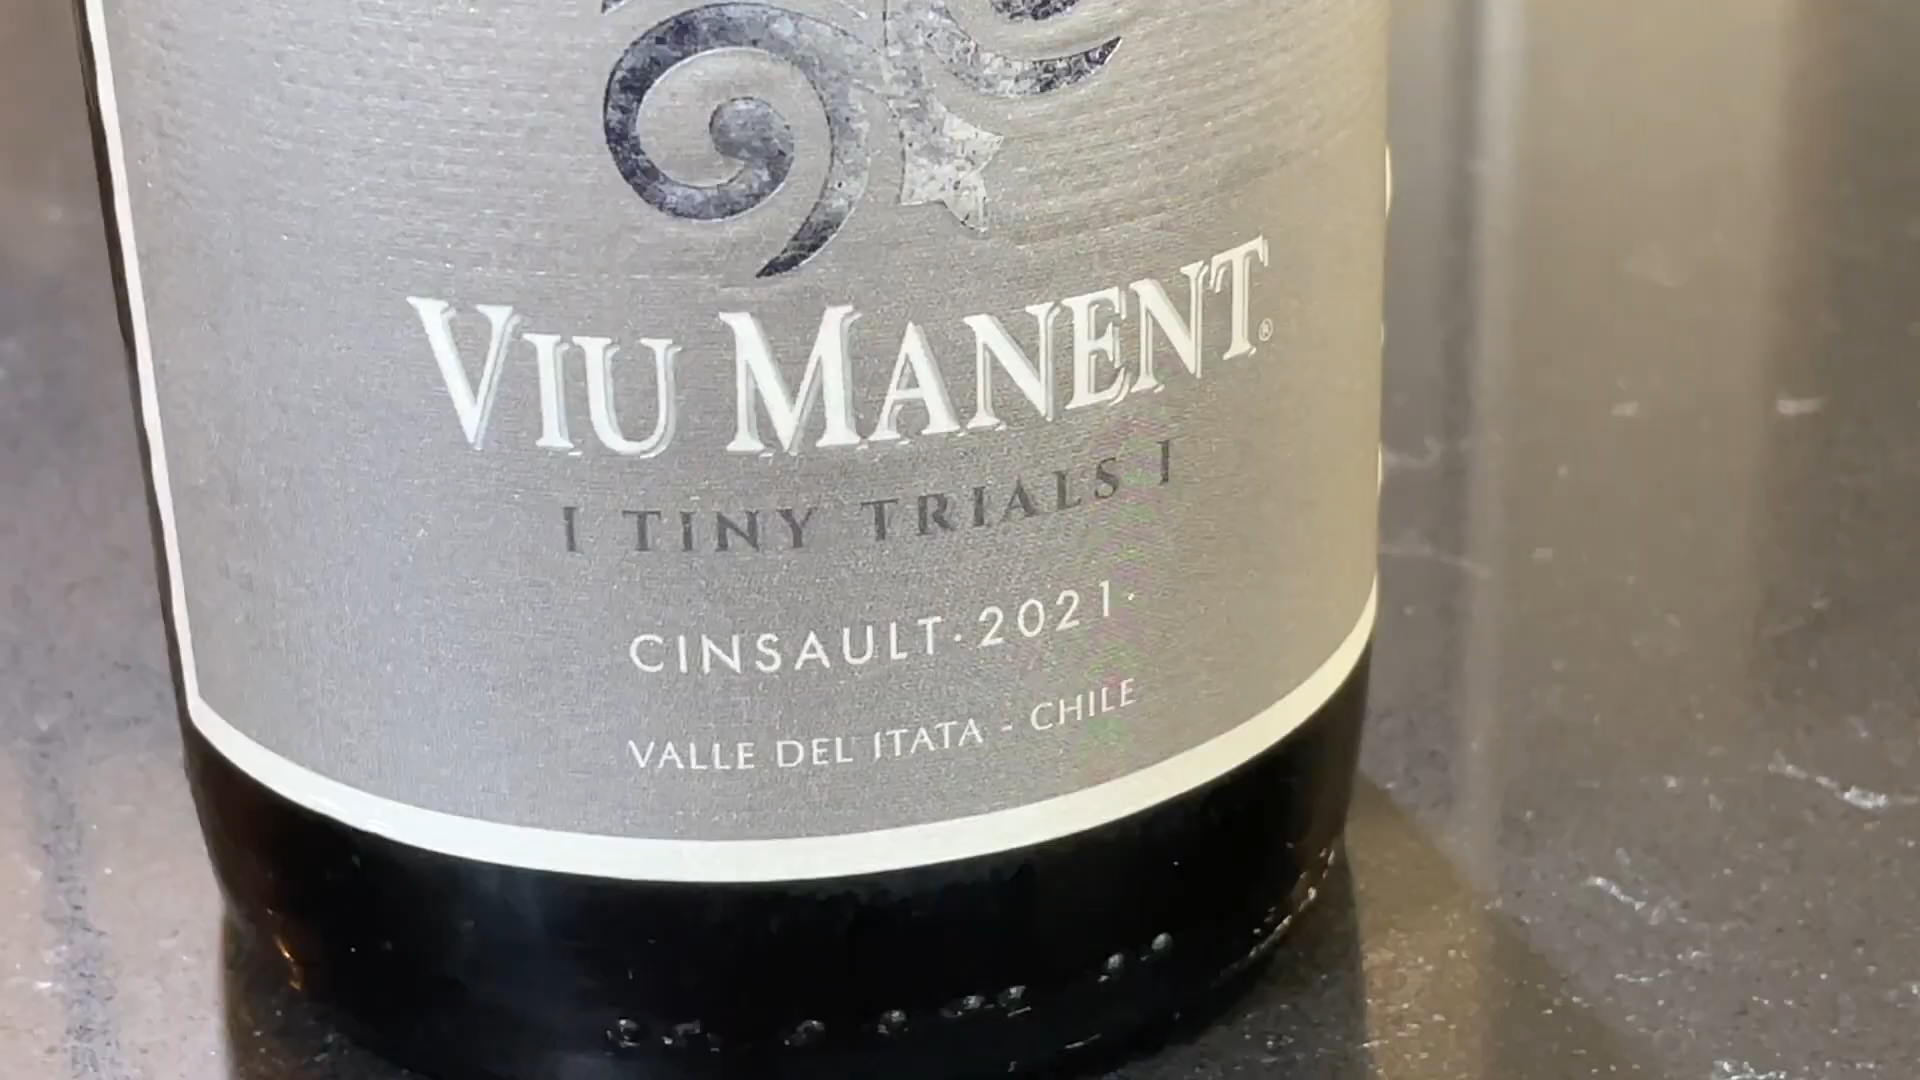 VIU MANENT®
| TINY TRIALS |
CINSAULT·2021·
VALLE DEL ITATA - CHILE